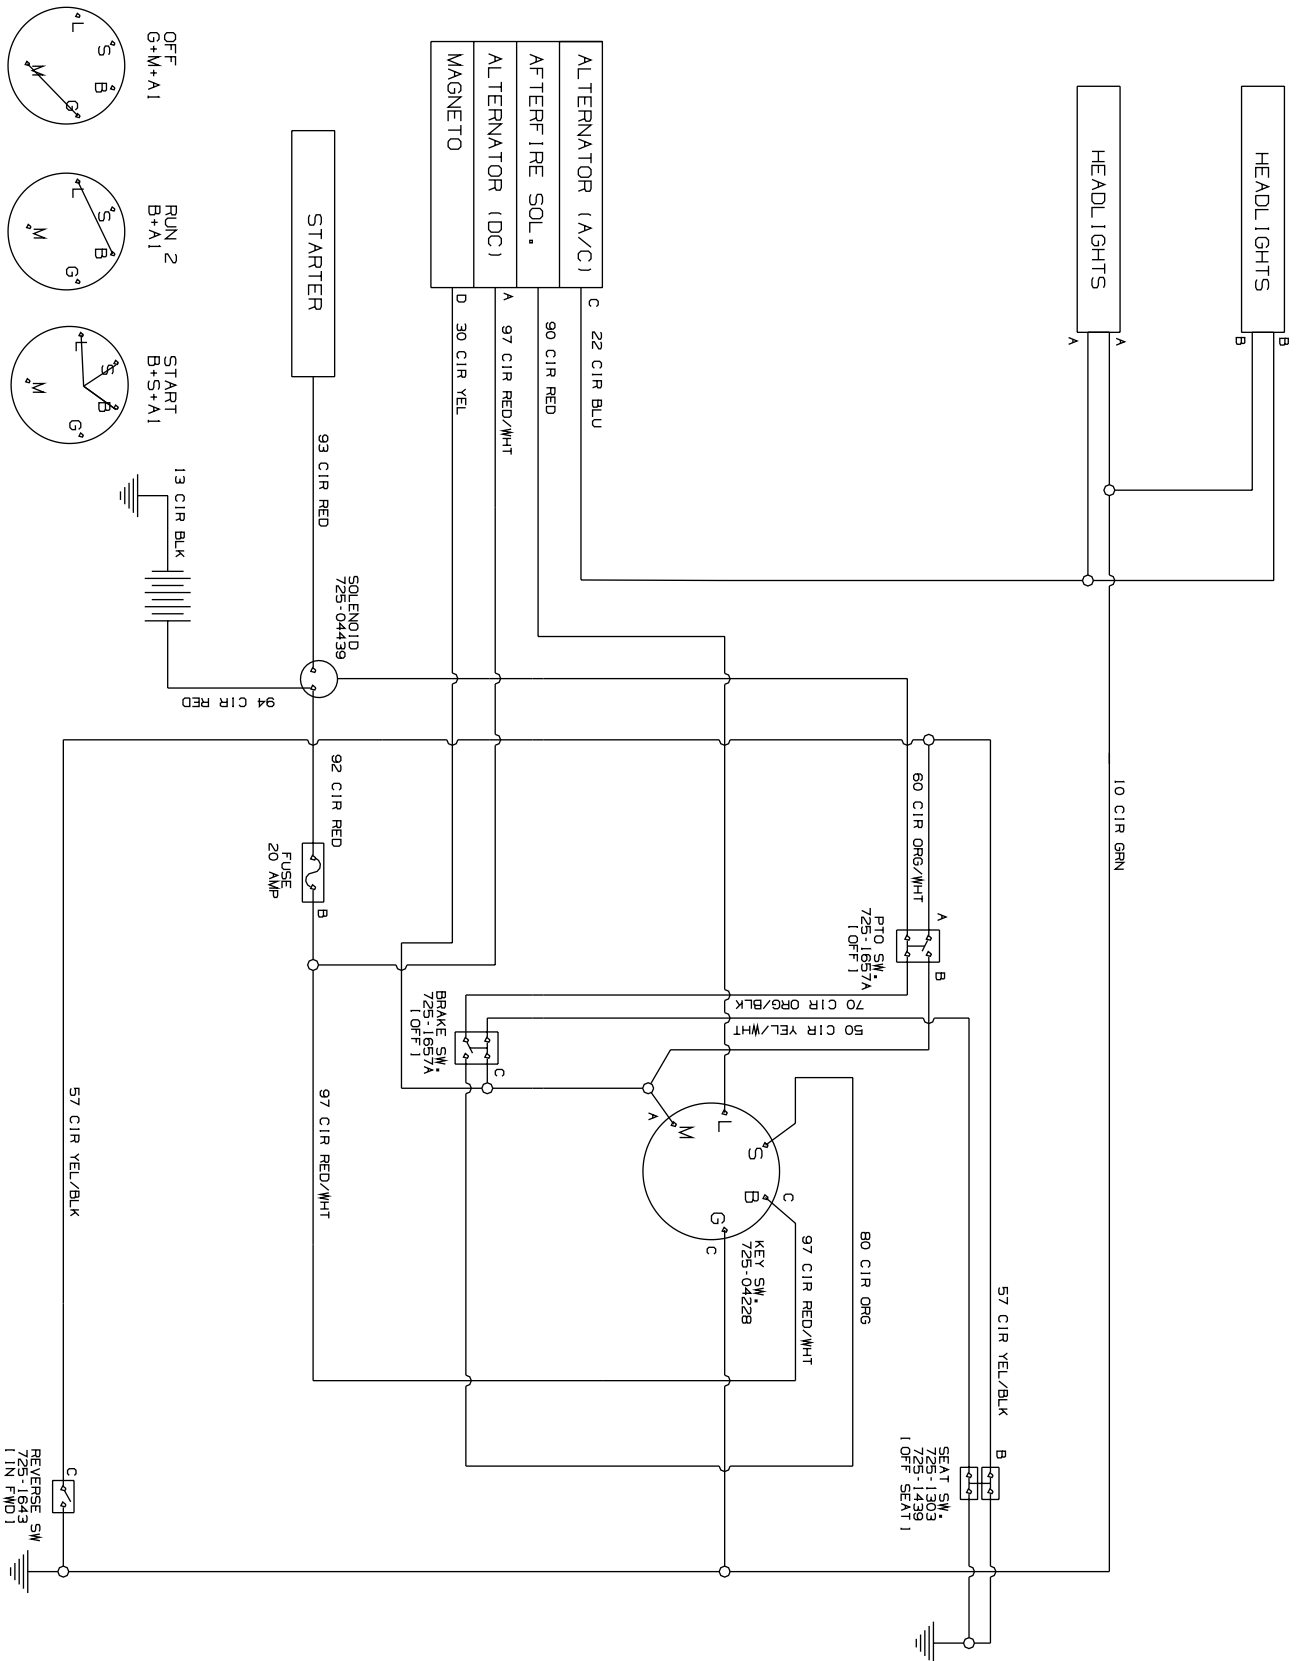 HEADLIGHTS
B
B
HEADLIGHTS
A
A
10 CIR GRN
ALTERNATOR (A/C)
AFTERFIRE SOL.
ALTERNATOR (DC)
MAGNETO
C
22 CIR BLU
90 CIR RED
A
97 CIR RED/WHT
D
30 CIR YEL
STARTER
93 CIR RED
SOLENOID
725-04439
13 CIR BLK
94 CIR RED
92 CIR RED
FUSE
20 AMP
B
OFF
G+M+A1
L
S
B
M
G
RUN 2
B+A1
L
S
B
M
G
START
B+S+A1
L
S
B
M
G
60 CIR ORG/WHT
A
PTO SW.
725-1657A
[OFF]
B
70 CIR ORG/BLK
50 CIR YEL/WHT
BRAKE SW.
725-1657A
[OFF]
C
A
M
L
S
B
C
G
C
KEY SW.
725-04228
97 CIR RED/WHT
80 CIR ORG
97 CIR RED/WHT
57 CIR YEL/BLK
57 CIR YEL/BLK
B
SEAT SW.
725-1303
725-1439
[OFF SEAT]
C
REVERSE SW
725-1643
[IN FWD]